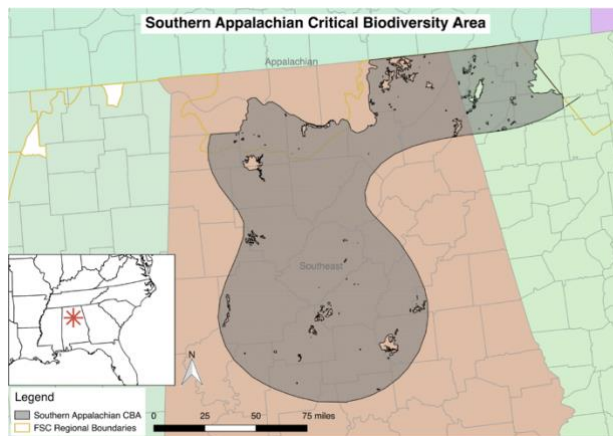 Southern Appalachian Critical Biodiversity Area
Appalachian
Southeast
N
Legend
Southern Appalachian CBA
FSC Regional Boundaries
0 25 50 75 miles